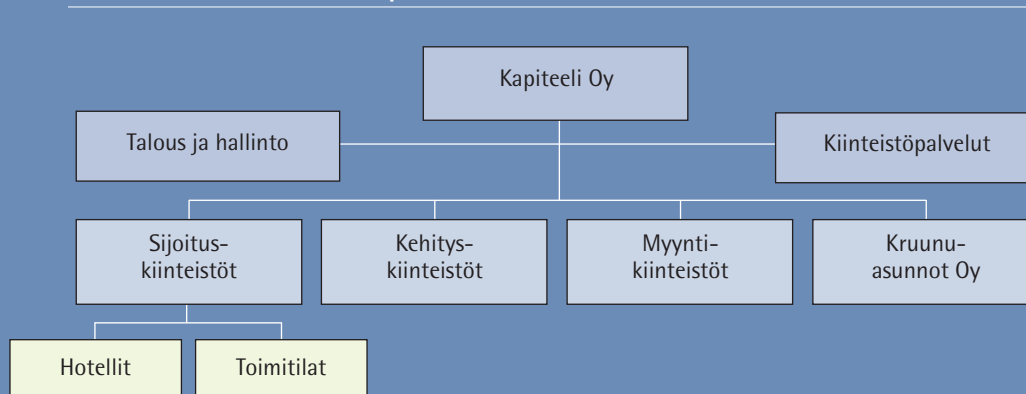 Kapiteeli Oy
Talous ja hallinto
Kiinteistöpalvelut
Sijoitus-
kiinteistöt
Kehitys-
kiinteistöt
Myynti-
kiinteistöt
Kruunu-
asunnot Oy
Hotellit
Toimitilat